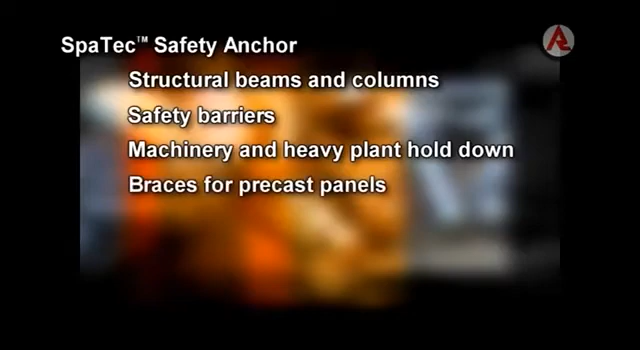 SpaTec™ Safety Anchor
Structural beams and columns
Safety barriers
Machinery and heavy plant hold down
Braces for precast panels